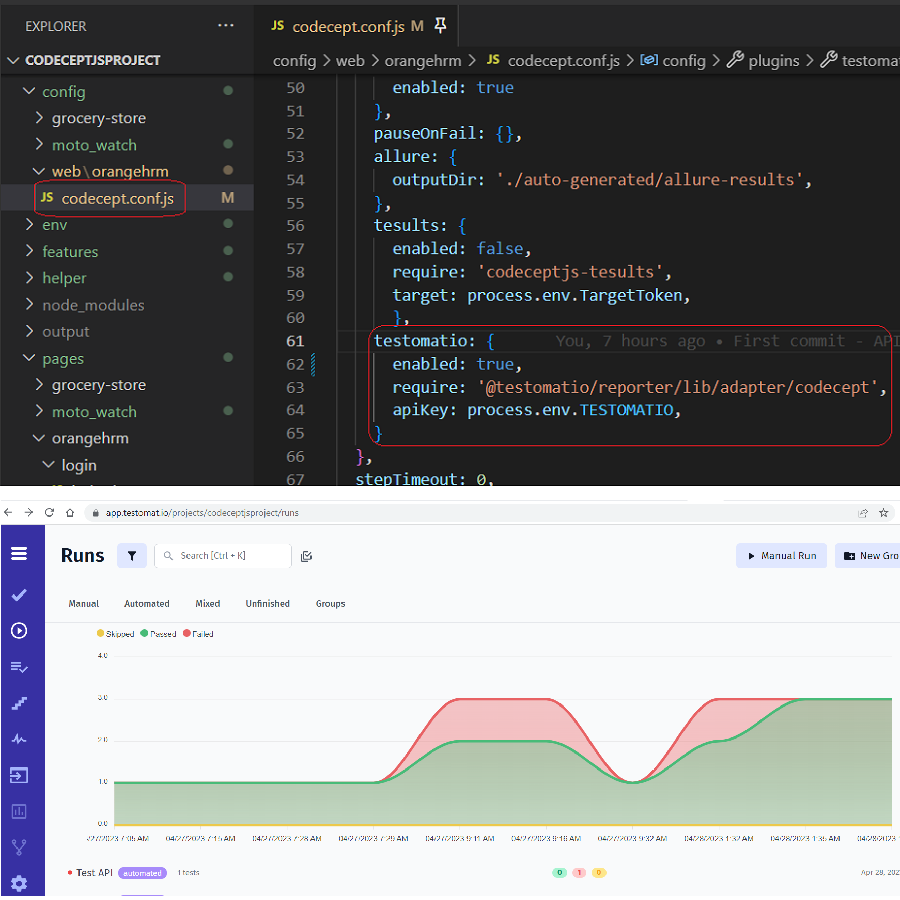 EXPLORER ···
CODECEPTJSPROJECT
config
grocery-store
moto_watch
web\orangehrm
JS codecept.conf.js M
env
features
helper
node_modules
output
pages
grocery-store
moto_watch
orangehrm
login
JS codecept.conf.js M
config > web > orangehrm > JS codecept.conf.js > config > plugins > testoma
50 enabled: true
51 },
52 pauseOnFail: {},
53 allure: {
54 outputDir: './auto-generated/allure-results',
55 },
56 tesults: {
57 enabled: false,
58 require: 'codeceptjs-tesults',
59 target: process.env.TargetToken,
60 },
61 testomatio: { You, 7 hours ago • First commit - API
62 enabled: true,
63 require: '@testomatio/reporter/lib/adapter/codecept',
64 apiKey: process.env.TESTOMATIO,
65 }
66 },
67 stepTimeout: 0,
app.testomat.io/projects/codeceptjsproject/runs
Runs Search [Ctrl + K] Manual Run New Gro
Manual Automated Mixed Unfinished Groups
Skipped Passed Failed
4.0
3.0
2.0
1.0
0.0
27/2023 7:05 AM 04/27/2023 7:15 AM 04/27/2023 7:28 AM 04/27/2023 7:29 AM 04/27/2023 9:11 AM 04/27/2023 9:16 AM 04/27/2023 9:32 AM 04/28/2023 1:32 AM 04/28/2023 1:35 AM 04/28/2023
Test API automated 1 tests 0 1 0 Apr 28, 202